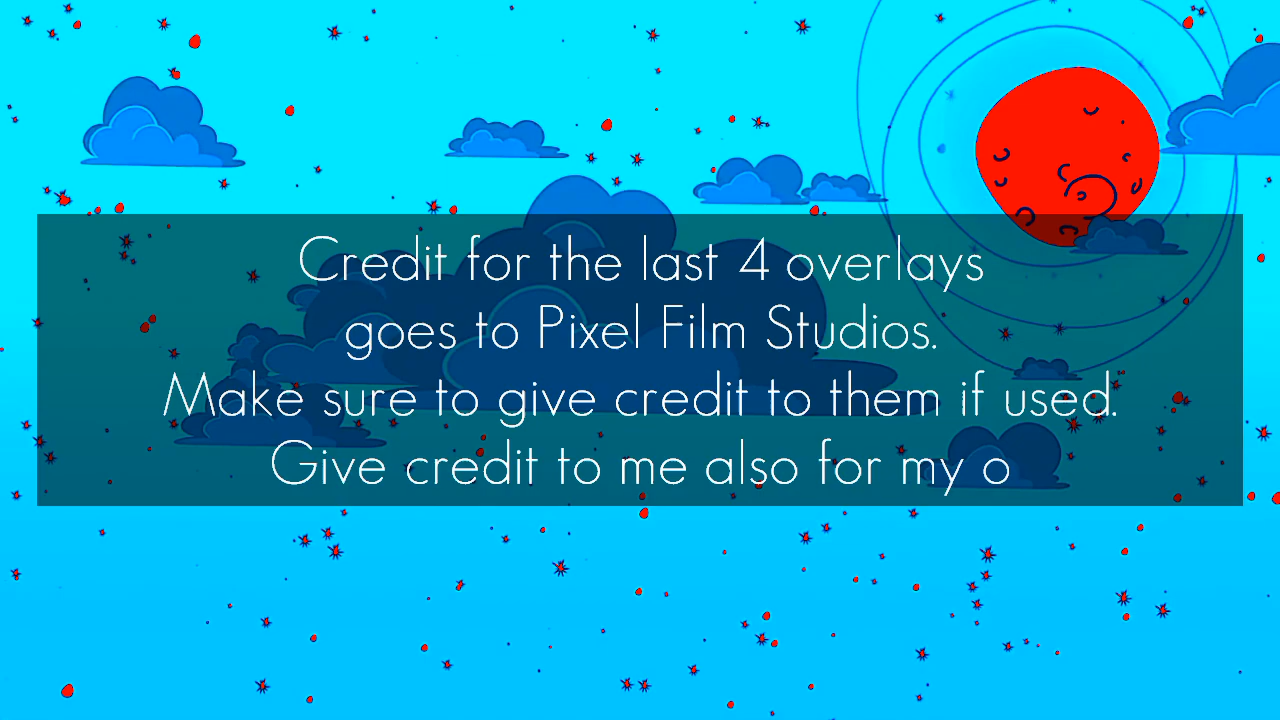 Credit for the last 4 overlays
goes to Pixel Film Studios.
Make sure to give credit to them if used.
Give credit to me also for my o